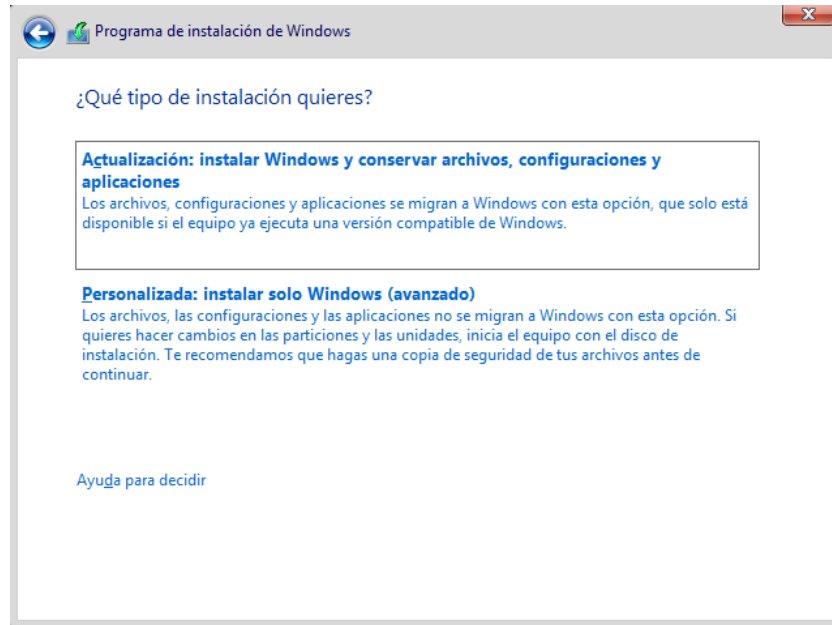 Programa de instalación de Windows
¿Qué tipo de instalación quieres?
Actualización: instalar Windows y conservar archivos, configuraciones y
aplicaciones
Los archivos, configuraciones y aplicaciones se migran a Windows con esta opción, que solo está
disponible si el equipo ya ejecuta una versión compatible de Windows.
Personalizada: instalar solo Windows (avanzado)
Los archivos, las configuraciones y las aplicaciones no se migran a Windows con esta opción. Si
quieres hacer cambios en las particiones y las unidades, inicia el equipo con el disco de
instalación. Te recomendamos que hagas una copia de seguridad de tus archivos antes de
continuar.
Ayuda para decidir